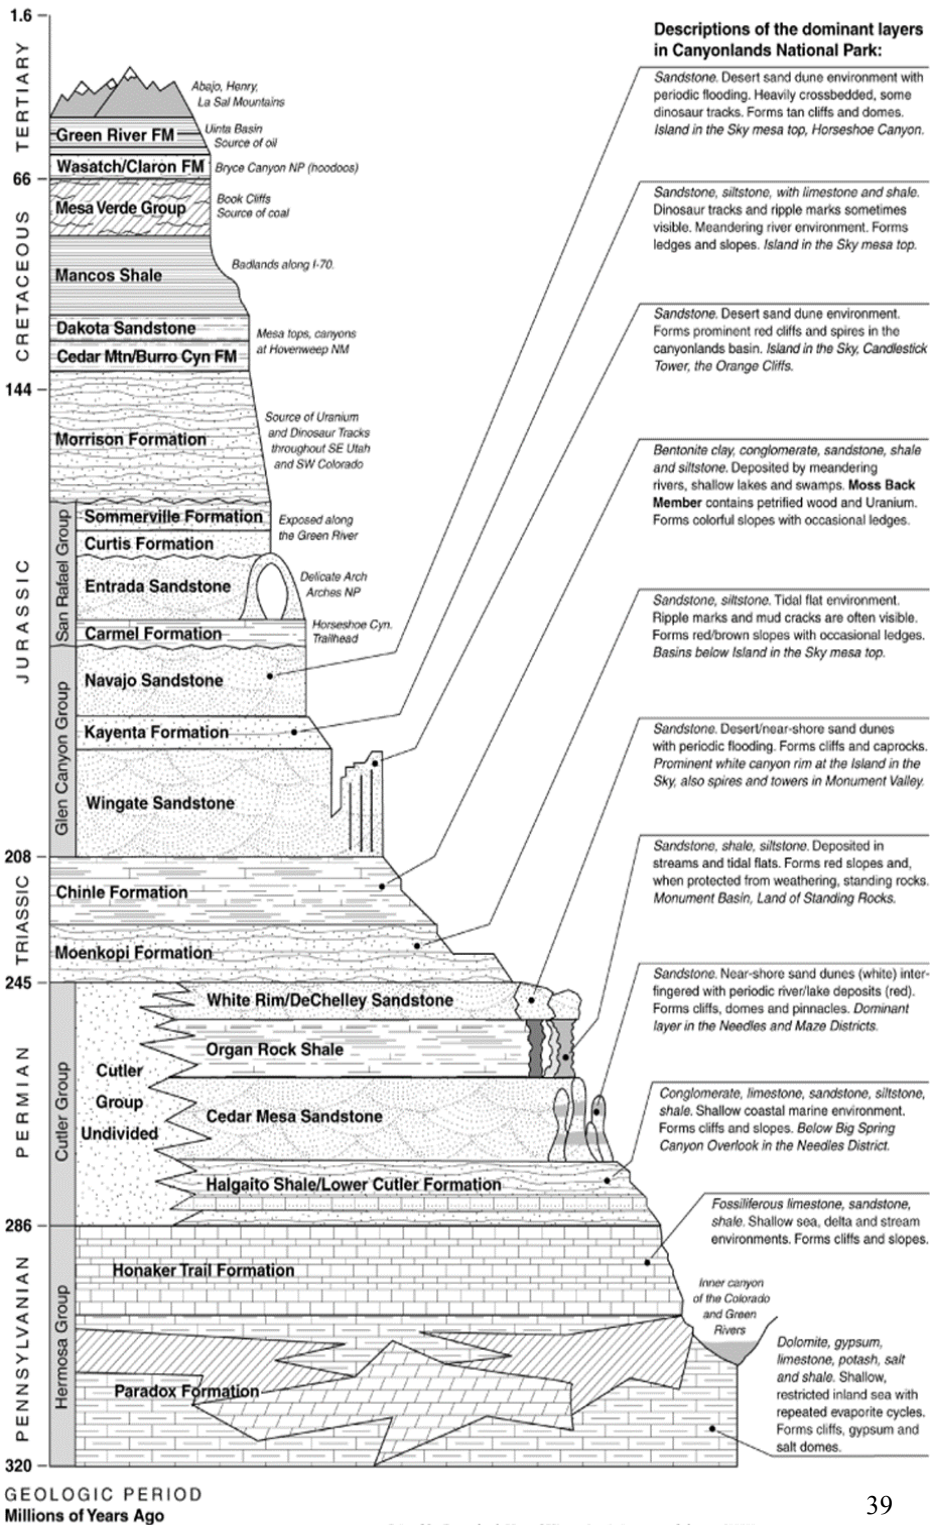 1.6
Descriptions of the dominant layers
in Canyonlands National Park:
Sandstone. Desert sand dune environment with
periodic flooding. Heavily crossbedded, some
dinosaur tracks. Forms tan cliffs and domes.
Island in the Sky mesa top, Horseshoe Canyon.
TERTIARY
Abajo, Henry,
La Sal Mountains
Green River FM
Uinta Basin
Source of oil
Wasatch/Claron FM
Bryce Canyon NP (hoodoos)
66
Sandstone, siltstone, with limestone and shale.
Dinosaur tracks and ripple marks sometimes
visible. Meandering river environment. Forms
ledges and slopes. Island in the Sky mesa top.
CRETACEOUS
Mesa Verde Group
Book Cliffs
Source of coal
Mancos Shale
Badlands along I-70.
Dakota Sandstone
Cedar Mtn/Burro Cyn FM
Mesa tops, canyons
at Hovenweep NM
Sandstone. Desert sand dune environment.
Forms prominent red cliffs and spires in the
canyonlands basin. Island in the Sky, Candlestick
Tower, the Orange Cliffs.
144
JURASSIC
Morrison Formation
Source of Uranium
and Dinosaur Tracks
throughout SE Utah
and SW Colorado
Bentonite clay, conglomerate, sandstone, shale
and siltstone. Deposited by meandering
rivers, shallow lakes and swamps. Moss Back
Member contains petrified wood and Uranium.
Forms colorful slopes with occasional ledges.
San Rafael Group
Sommerville Formation
Exposed along
the Green River
Curtis Formation
Entrada Sandstone
Delicate Arch
Arches NP
Carmel Formation
Horseshoe Cyn.
Trailhead
Sandstone, siltstone. Tidal flat environment.
Ripple marks and mud cracks are often visible.
Forms red/brown slopes with occasional ledges.
Basins below Island in the Sky mesa top.
Glen Canyon Group
Navajo Sandstone
Kayenta Formation
Wingate Sandstone
Sandstone. Desert/near-shore sand dunes
with periodic flooding. Forms cliffs and caprocks.
Prominent white canyon rim at the Island in the
Sky, also spires and towers in Monument Valley.
208
TRIASSIC
Chinle Formation
Moenkopi Formation
Sandstone, shale, siltstone. Deposited in
streams and tidal flats. Forms red slopes and,
when protected from weathering, standing rocks.
Monument Basin, Land of Standing Rocks.
245
PERMIAN
Cutler Group
Cutler
Group
Undivided
White Rim/DeChelley Sandstone
Organ Rock Shale
Cedar Mesa Sandstone
Halgaito Shale/Lower Cutler Formation
Sandstone. Near-shore sand dunes (white) inter-
fingered with periodic river/lake deposits (red).
Forms cliffs, domes and pinnacles. Dominant
layer in the Needles and Maze Districts.
Conglomerate, limestone, sandstone, siltstone,
shale. Shallow coastal marine environment.
Forms cliffs and slopes. Below Big Spring
Canyon Overlook in the Needles District.
286
PENNSYLVANIAN
Hermosa Group
Honaker Trail Formation
Fossiliferous limestone, sandstone,
shale. Shallow sea, delta and stream
environments. Forms cliffs and slopes.
Inner canyon
of the Colorado
and Green
Rivers
Paradox Formation
Dolomite, gypsum,
limestone, potash, salt
and shale. Shallow,
restricted inland sea with
repeated evaporite cycles.
Forms cliffs, gypsum and
salt domes.
320
GEOLOGIC PERIOD
Millions of Years Ago
39